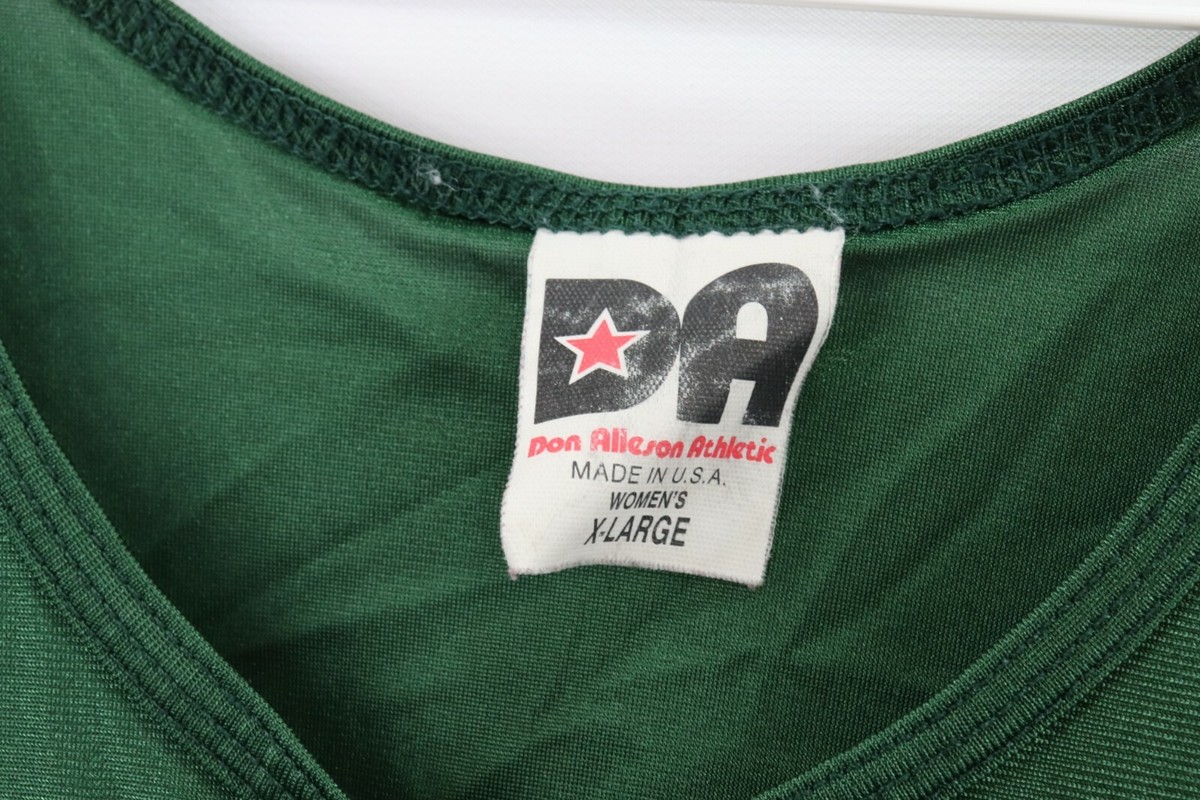 DA
Don Alleson Athletic
MADE IN U.S.A.
WOMEN'S
X-LARGE